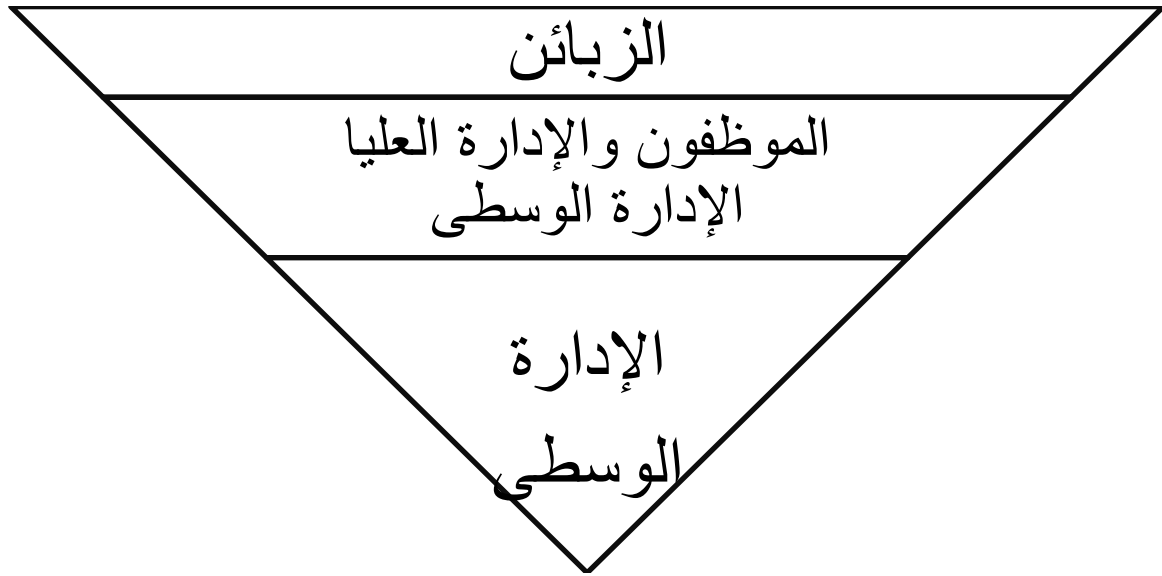 الزبائن
الموظفون والإدارة العليا
الإدارة الوسطى
الإدارة
الوسطى